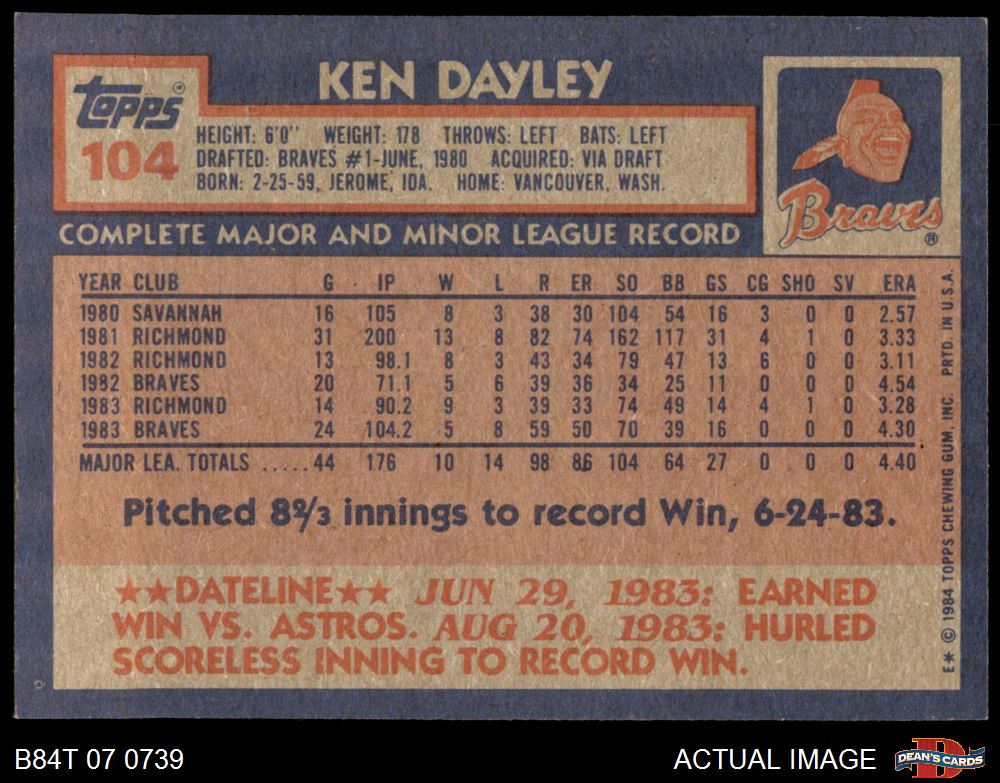 KEN DAYLEY
topps®
104
HEIGHT: 6'0" WEIGHT: 178 THROWS: LEFT BATS: LEFT
DRAFTED: BRAVES #1-JUNE, 1980 ACQUIRED: VIA DRAFT
BORN: 2-25-59, JEROME, IDA. HOME: VANCOUVER, WASH.
Braves®
COMPLETE MAJOR AND MINOR LEAGUE RECORD
YEAR CLUB G IP W L R ER SO BB GS CG SHO SV ERA
1980 SAVANNAH 16 105 8 3 38 30 104 54 16 3 0 0 2.57
1981 RICHMOND 31 200 13 8 82 74 162 117 31 4 1 0 3.33
1982 RICHMOND 13 98.1 8 3 43 34 79 47 13 6 0 0 3.11
1982 BRAVES 20 71.1 5 6 39 36 34 25 11 0 0 0 4.54
1983 RICHMOND 14 90.2 9 3 39 33 74 49 14 4 1 0 3.28
1983 BRAVES 24 104.2 5 8 59 50 70 39 16 0 0 0 4.30
MAJOR LEA. TOTALS .....44 176 10 14 98 86 104 64 27 0 0 0 4.40
Pitched 8⅔ innings to record Win, 6-24-83.
★★DATELINE★★ JUN 29, 1983: EARNED
WIN VS. ASTROS. AUG 20, 1983: HURLED
SCORELESS INNING TO RECORD WIN.
E* © 1984 TOPPS CHEWING GUM, INC. PRTD. IN U.S.A.
B84T 07 0739
ACTUAL IMAGE
D
DEAN'S CARDS